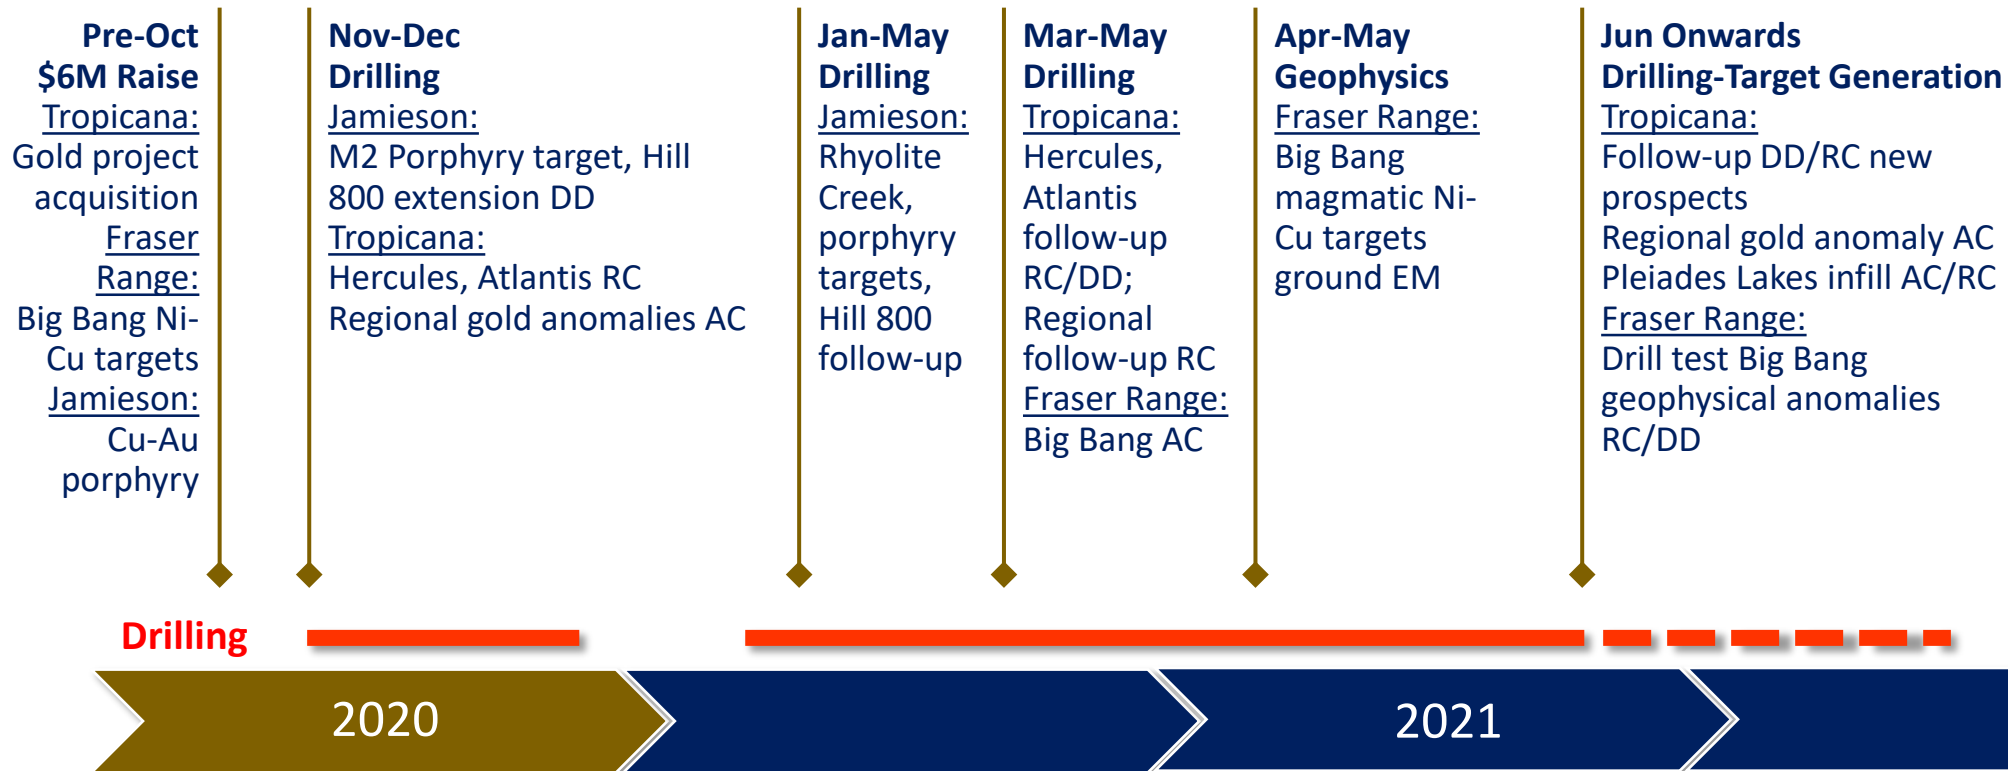 Pre-Oct
$6M Raise
Tropicana:
Gold project
acquisition
Fraser
Range:
Big Bang Ni-
Cu targets
Jamieson:
Cu-Au
porphyry
Nov-Dec
Drilling
Jamieson:
M2 Porphyry target, Hill
800 extension DD
Tropicana:
Hercules, Atlantis RC
Regional gold anomalies AC
Jan-May
Drilling
Jamieson:
Rhyolite
Creek,
porphyry
targets,
Hill 800
follow-up
Mar-May
Drilling
Tropicana:
Hercules,
Atlantis
follow-up
RC/DD;
Regional
follow-up RC
Fraser Range:
Big Bang AC
Apr-May
Geophysics
Fraser Range:
Big Bang
magmatic Ni-
Cu targets
ground EM
Jun Onwards
Drilling-Target Generation
Tropicana:
Follow-up DD/RC new
prospects
Regional gold anomaly AC
Pleiades Lakes infill AC/RC
Fraser Range:
Drill test Big Bang
geophysical anomalies
RC/DD
Drilling
2020
2021